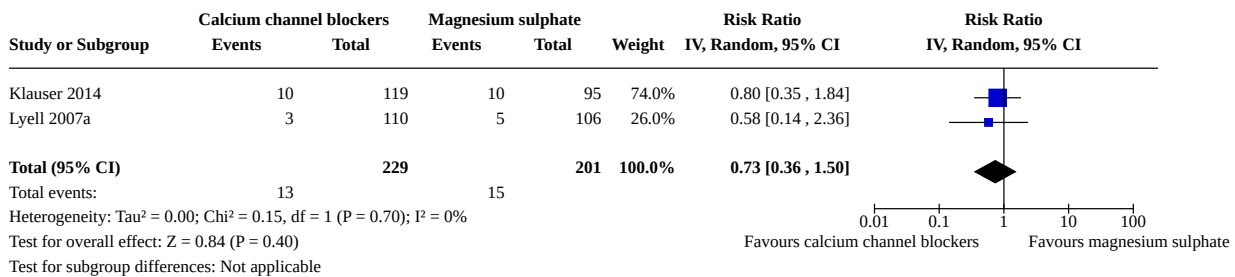 Calcium channel blockers Magnesium sulphate Risk Ratio Risk Ratio
Study or Subgroup Events Total Events Total Weight IV, Random, 95% CI IV, Random, 95% CI
Klauser 2014 10 119 10 95 74.0% 0.80 [0.35 , 1.84]
Lyell 2007a 3 110 5 106 26.0% 0.58 [0.14 , 2.36]
Total (95% CI) 229 201 100.0% 0.73 [0.36 , 1.50]
Total events: 13 15
Heterogeneity: Tau² = 0.00; Chi² = 0.15, df = 1 (P = 0.70); I² = 0%
0.01 0.1 1 10 100
Test for overall effect: Z = 0.84 (P = 0.40)
Favours calcium channel blockers Favours magnesium sulphate
Test for subgroup differences: Not applicable